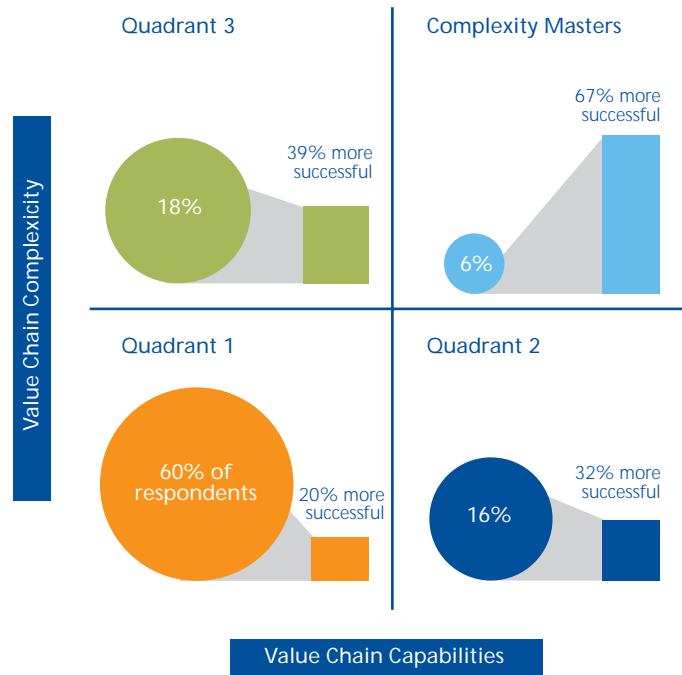 Quadrant 3
Complexity Masters
67% more
successful
39% more
successful
18%
6%
Value Chain Complexicity
Quadrant 1
Quadrant 2
60% of
respondents
20% more
successful
32% more
successful
16%
Value Chain Capabilities